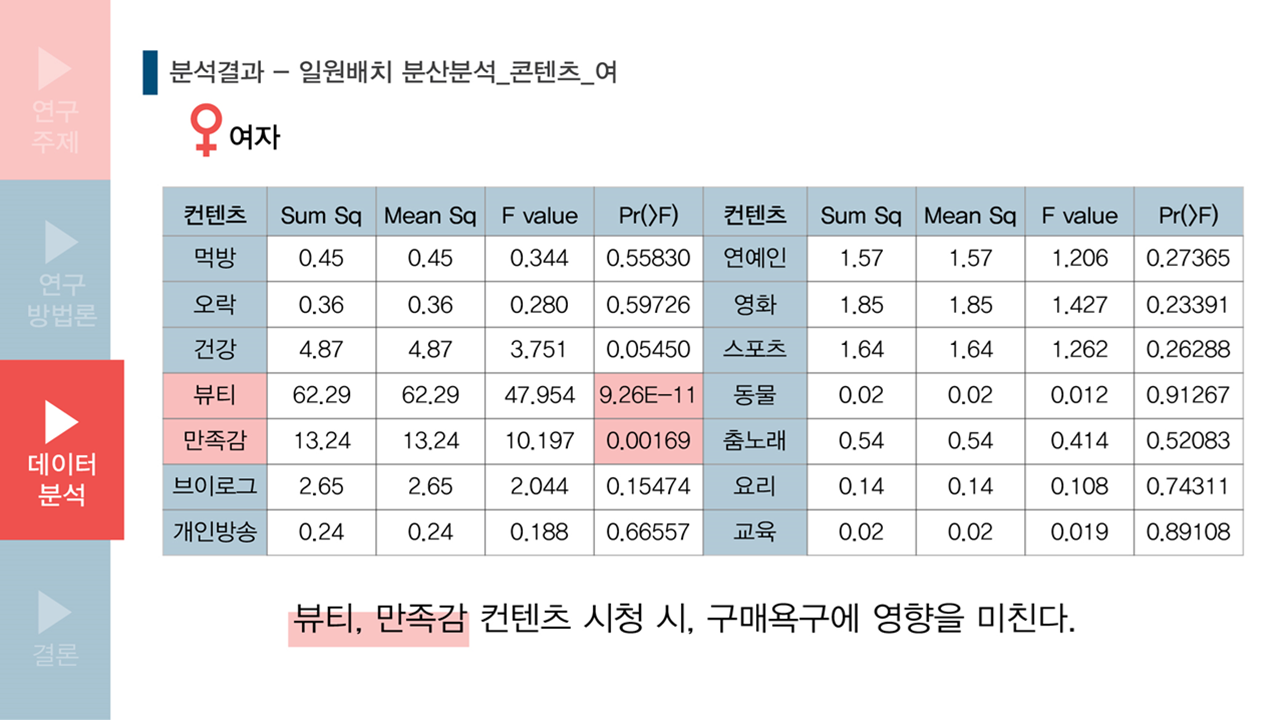 연구
주제
연구
방법론
데이터
분석
결론
분석결과 – 일원배치 분산분석_콘텐츠_여
여자
컨텐츠 Sum Sq Mean Sq F value Pr(>F) 컨텐츠 Sum Sq Mean Sq F value Pr(>F)
먹방 0.45 0.45 0.344 0.55830 연예인 1.57 1.57 1.206 0.27365
오락 0.36 0.36 0.280 0.59726 영화 1.85 1.85 1.427 0.23391
건강 4.87 4.87 3.751 0.05450 스포츠 1.64 1.64 1.262 0.26288
뷰티 62.29 62.29 47.954 9.26E-11 동물 0.02 0.02 0.012 0.91267
만족감 13.24 13.24 10.197 0.00169 춤노래 0.54 0.54 0.414 0.52083
브이로그 2.65 2.65 2.044 0.15474 요리 0.14 0.14 0.108 0.74311
개인방송 0.24 0.24 0.188 0.66557 교육 0.02 0.02 0.019 0.89108
뷰티, 만족감 컨텐츠 시청 시, 구매욕구에 영향을 미친다.